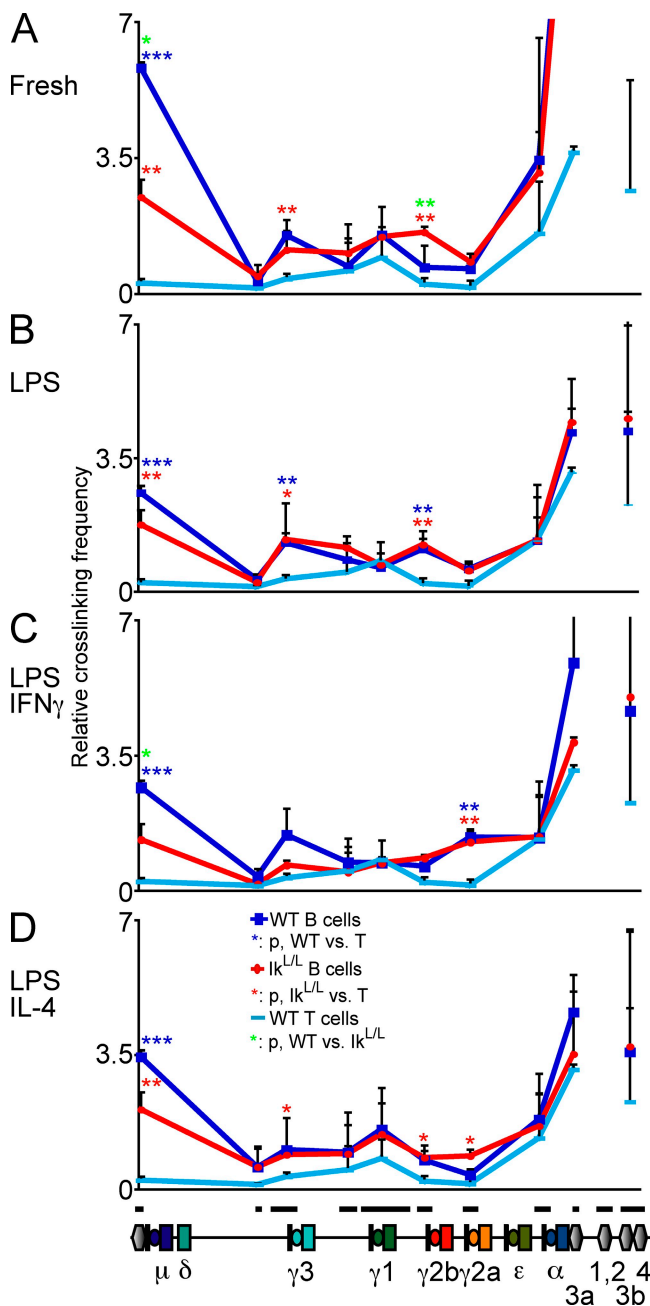 A
Fresh
7
3.5
0
*
***
**
**
**
**
B
LPS
7
3.5
0
***
**
**
*
**
**
Relative crosslinking frequency
C
LPS
IFNγ
7
3.5
0
*
***
**
**
D
LPS
IL-4
7
3.5
0
***
**
*
*
*
WT B cells
*: p, WT vs. T
Ik^L/L B cells
*: p, Ik^L/L vs. T
WT T cells
*: p, WT vs. Ik^L/L
μ δ γ3 γ1 γ2b γ2a ε α 1,2 4
3a 3b